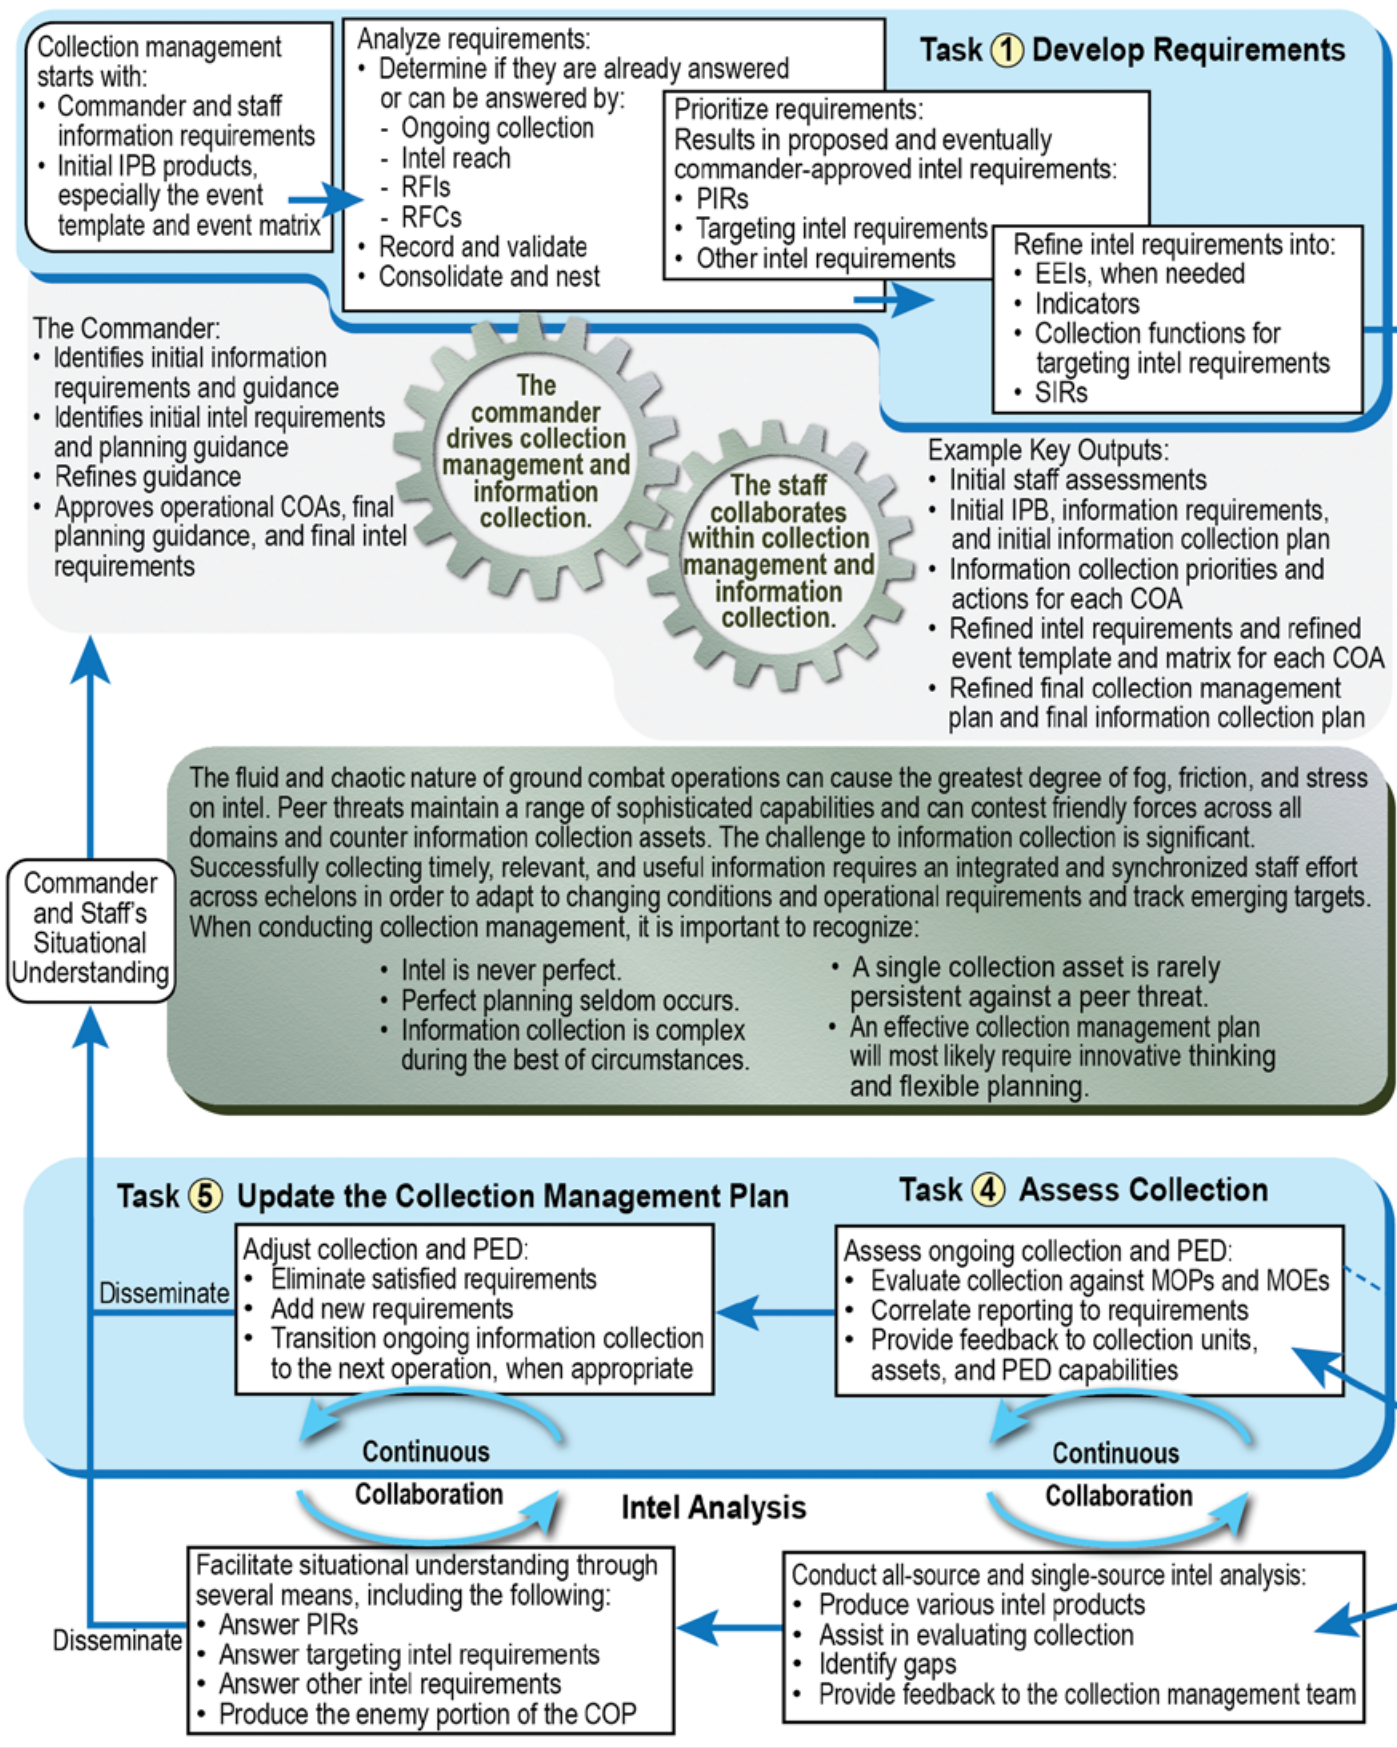 Task 1 Develop Requirements
Collection management
starts with:
• Commander and staff
information requirements
• Initial IPB products,
especially the event
template and event matrix
Analyze requirements:
• Determine if they are already answered
or can be answered by:
- Ongoing collection
- Intel reach
- RFIs
- RFCs
• Record and validate
• Consolidate and nest
Prioritize requirements:
Results in proposed and eventually
commander-approved intel requirements:
• PIRs
• Targeting intel requirements
• Other intel requirements
Refine intel requirements into:
• EEIs, when needed
• Indicators
• Collection functions for
targeting intel requirements
• SIRs
The Commander:
• Identifies initial information
requirements and guidance
• Identifies initial intel requirements
and planning guidance
• Refines guidance
• Approves operational COAs, final
planning guidance, and final intel
requirements
The
commander
drives collection
management and
information
collection.
The staff
collaborates
within collection
management and
information
collection.
Example Key Outputs:
• Initial staff assessments
• Initial IPB, information requirements,
and initial information collection plan
• Information collection priorities and
actions for each COA
• Refined intel requirements and refined
event template and matrix for each COA
• Refined final collection management
plan and final information collection plan
The fluid and chaotic nature of ground combat operations can cause the greatest degree of fog, friction, and stress
on intel. Peer threats maintain a range of sophisticated capabilities and can contest friendly forces across all
domains and counter information collection assets. The challenge to information collection is significant.
Successfully collecting timely, relevant, and useful information requires an integrated and synchronized staff effort
across echelons in order to adapt to changing conditions and operational requirements and track emerging targets.
When conducting collection management, it is important to recognize:
• Intel is never perfect.
• Perfect planning seldom occurs.
• Information collection is complex
during the best of circumstances.
• A single collection asset is rarely
persistent against a peer threat.
• An effective collection management plan
will most likely require innovative thinking
and flexible planning.
Commander
and Staff's
Situational
Understanding
Task 5 Update the Collection Management Plan
Adjust collection and PED:
• Eliminate satisfied requirements
• Add new requirements
• Transition ongoing information collection
to the next operation, when appropriate
Disseminate
Task 4 Assess Collection
Assess ongoing collection and PED:
• Evaluate collection against MOPs and MOEs
• Correlate reporting to requirements
• Provide feedback to collection units,
assets, and PED capabilities
Continuous
Collaboration
Continuous
Collaboration
Intel Analysis
Facilitate situational understanding through
several means, including the following:
• Answer PIRs
• Answer targeting intel requirements
• Answer other intel requirements
• Produce the enemy portion of the COP
Disseminate
Conduct all-source and single-source intel analysis:
• Produce various intel products
• Assist in evaluating collection
• Identify gaps
• Provide feedback to the collection management team